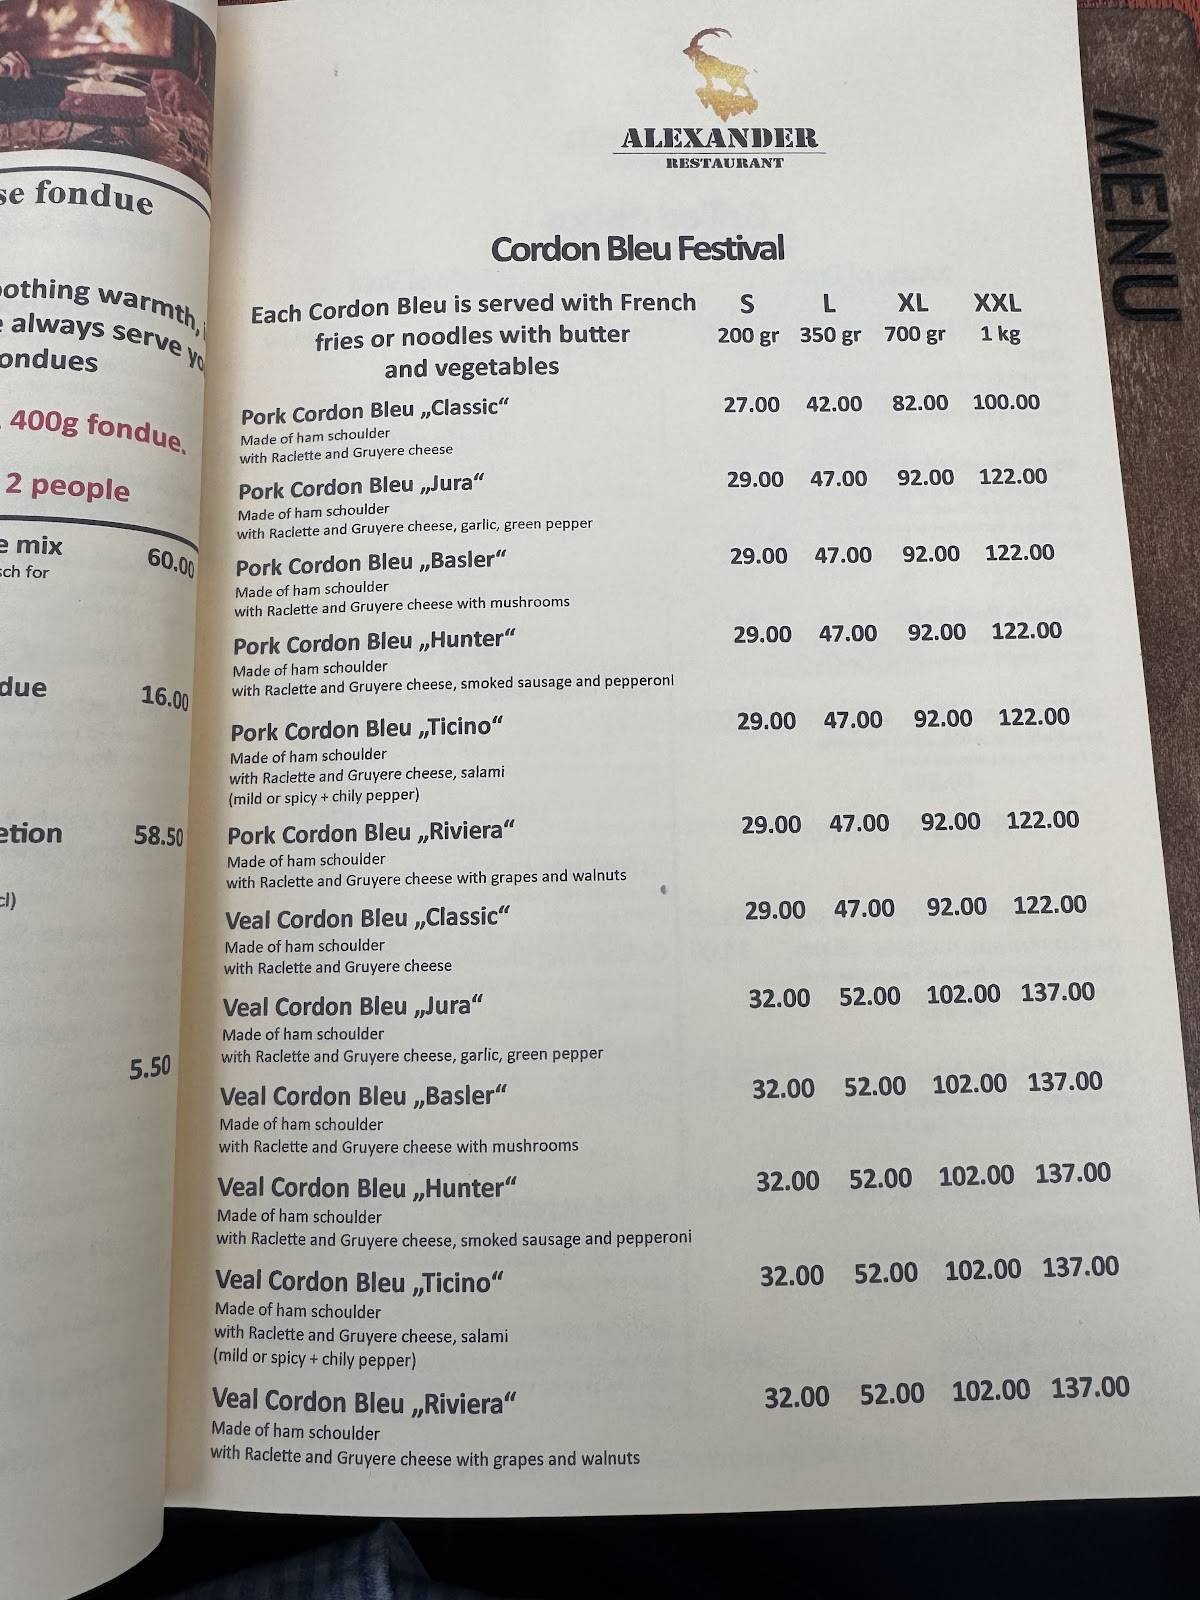 se fondue
oothing warmth,
always serve yo
ondues
400g fondue.
2 people
e mix 60.00
sch for
due 16.00
etion 58.50
cl)
5.50
ALEXANDER
RESTAURANT
MENU
Cordon Bleu Festival
Each Cordon Bleu is served with French S L XL XXL
fries or noodles with butter 200 gr 350 gr 700 gr 1 kg
and vegetables
Pork Cordon Bleu „Classic“ 27.00 42.00 82.00 100.00
Made of ham schoulder
with Raclette and Gruyere cheese
Pork Cordon Bleu „Jura“ 29.00 47.00 92.00 122.00
Made of ham schoulder
with Raclette and Gruyere cheese, garlic, green pepper
Pork Cordon Bleu „Basler“ 29.00 47.00 92.00 122.00
Made of ham schoulder
with Raclette and Gruyere cheese with mushrooms
Pork Cordon Bleu „Hunter“ 29.00 47.00 92.00 122.00
Made of ham schoulder
with Raclette and Gruyere cheese, smoked sausage and pepperonI
Pork Cordon Bleu „Ticino“ 29.00 47.00 92.00 122.00
Made of ham schoulder
with Raclette and Gruyere cheese, salami
(mild or spicy + chily pepper)
Pork Cordon Bleu „Riviera“ 29.00 47.00 92.00 122.00
Made of ham schoulder
with Raclette and Gruyere cheese with grapes and walnuts
Veal Cordon Bleu „Classic“ 29.00 47.00 92.00 122.00
Made of ham schoulder
with Raclette and Gruyere cheese
Veal Cordon Bleu „Jura“ 32.00 52.00 102.00 137.00
Made of ham schoulder
with Raclette and Gruyere cheese, garlic, green pepper
Veal Cordon Bleu „Basler“ 32.00 52.00 102.00 137.00
Made of ham schoulder
with Raclette and Gruyere cheese with mushrooms
Veal Cordon Bleu „Hunter“ 32.00 52.00 102.00 137.00
Made of ham schoulder
with Raclette and Gruyere cheese, smoked sausage and pepperoni
Veal Cordon Bleu „Ticino“ 32.00 52.00 102.00 137.00
Made of ham schoulder
with Raclette and Gruyere cheese, salami
(mild or spicy + chily pepper)
Veal Cordon Bleu „Riviera“ 32.00 52.00 102.00 137.00
Made of ham schoulder
with Raclette and Gruyere cheese with grapes and walnuts